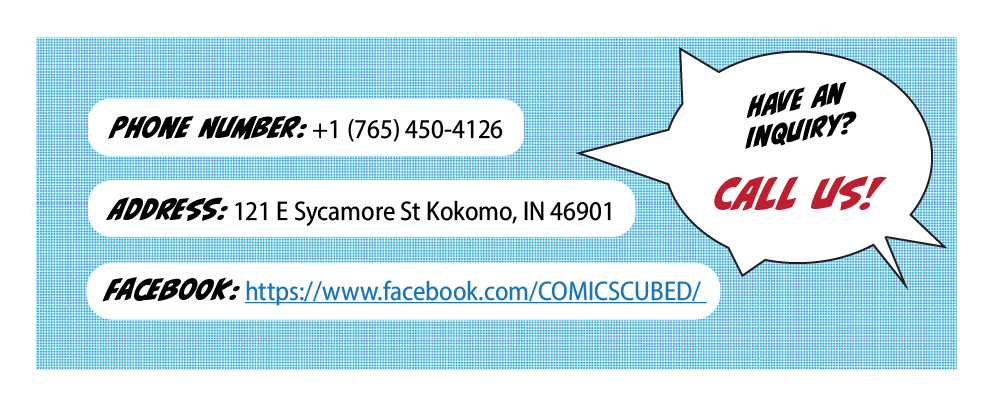 PHONE NUMBER: +1 (765) 450-4126
ADDRESS: 121 E Sycamore St Kokomo, IN 46901
FACEBOOK: https://www.facebook.com/COMICSCUBED/
HAVE AN
INQUIRY?
CALL US!